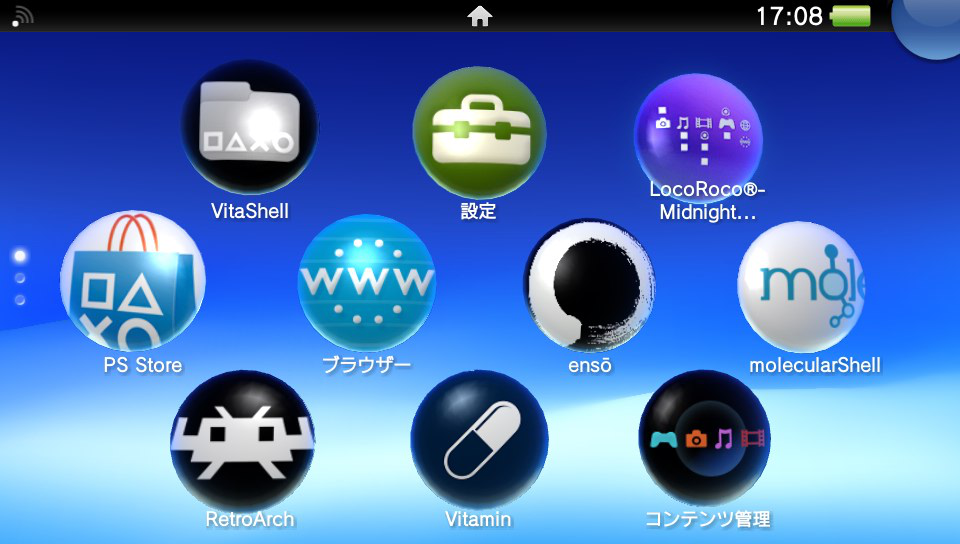 17:08
VitaShell
設定
LocoRoco®-
Midnight...
PS Store
WWW
ブラウザー
ensō
mole
molecularShell
RetroArch
Vitamin
コンテンツ管理